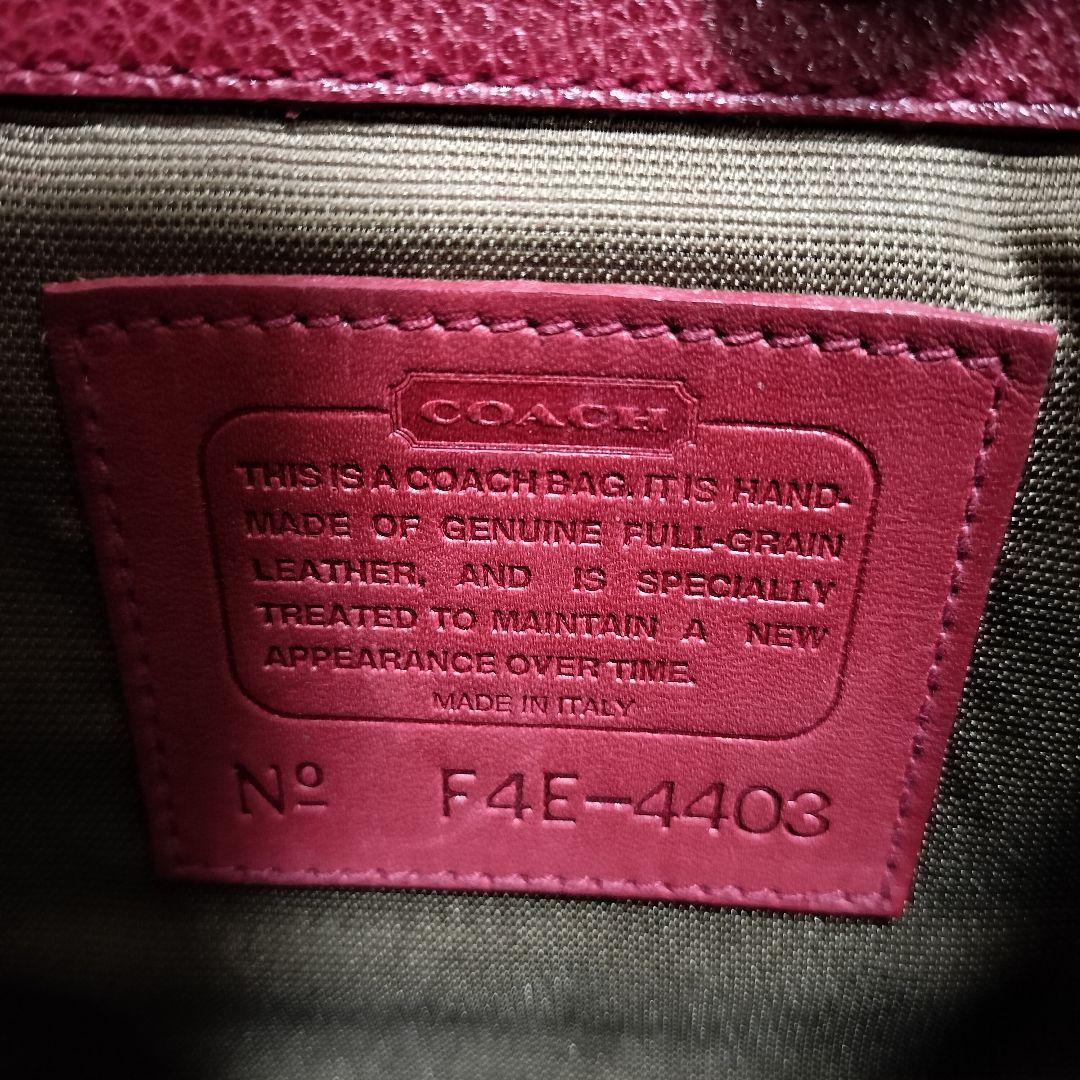 COACH
THIS IS A COACH BAG. IT IS HAND-
MADE OF GENUINE FULL-GRAIN
LEATHER, AND IS SPECIALLY
TREATED TO MAINTAIN A NEW
APPEARANCE OVER TIME.
MADE IN ITALY
Nº F4E-4403